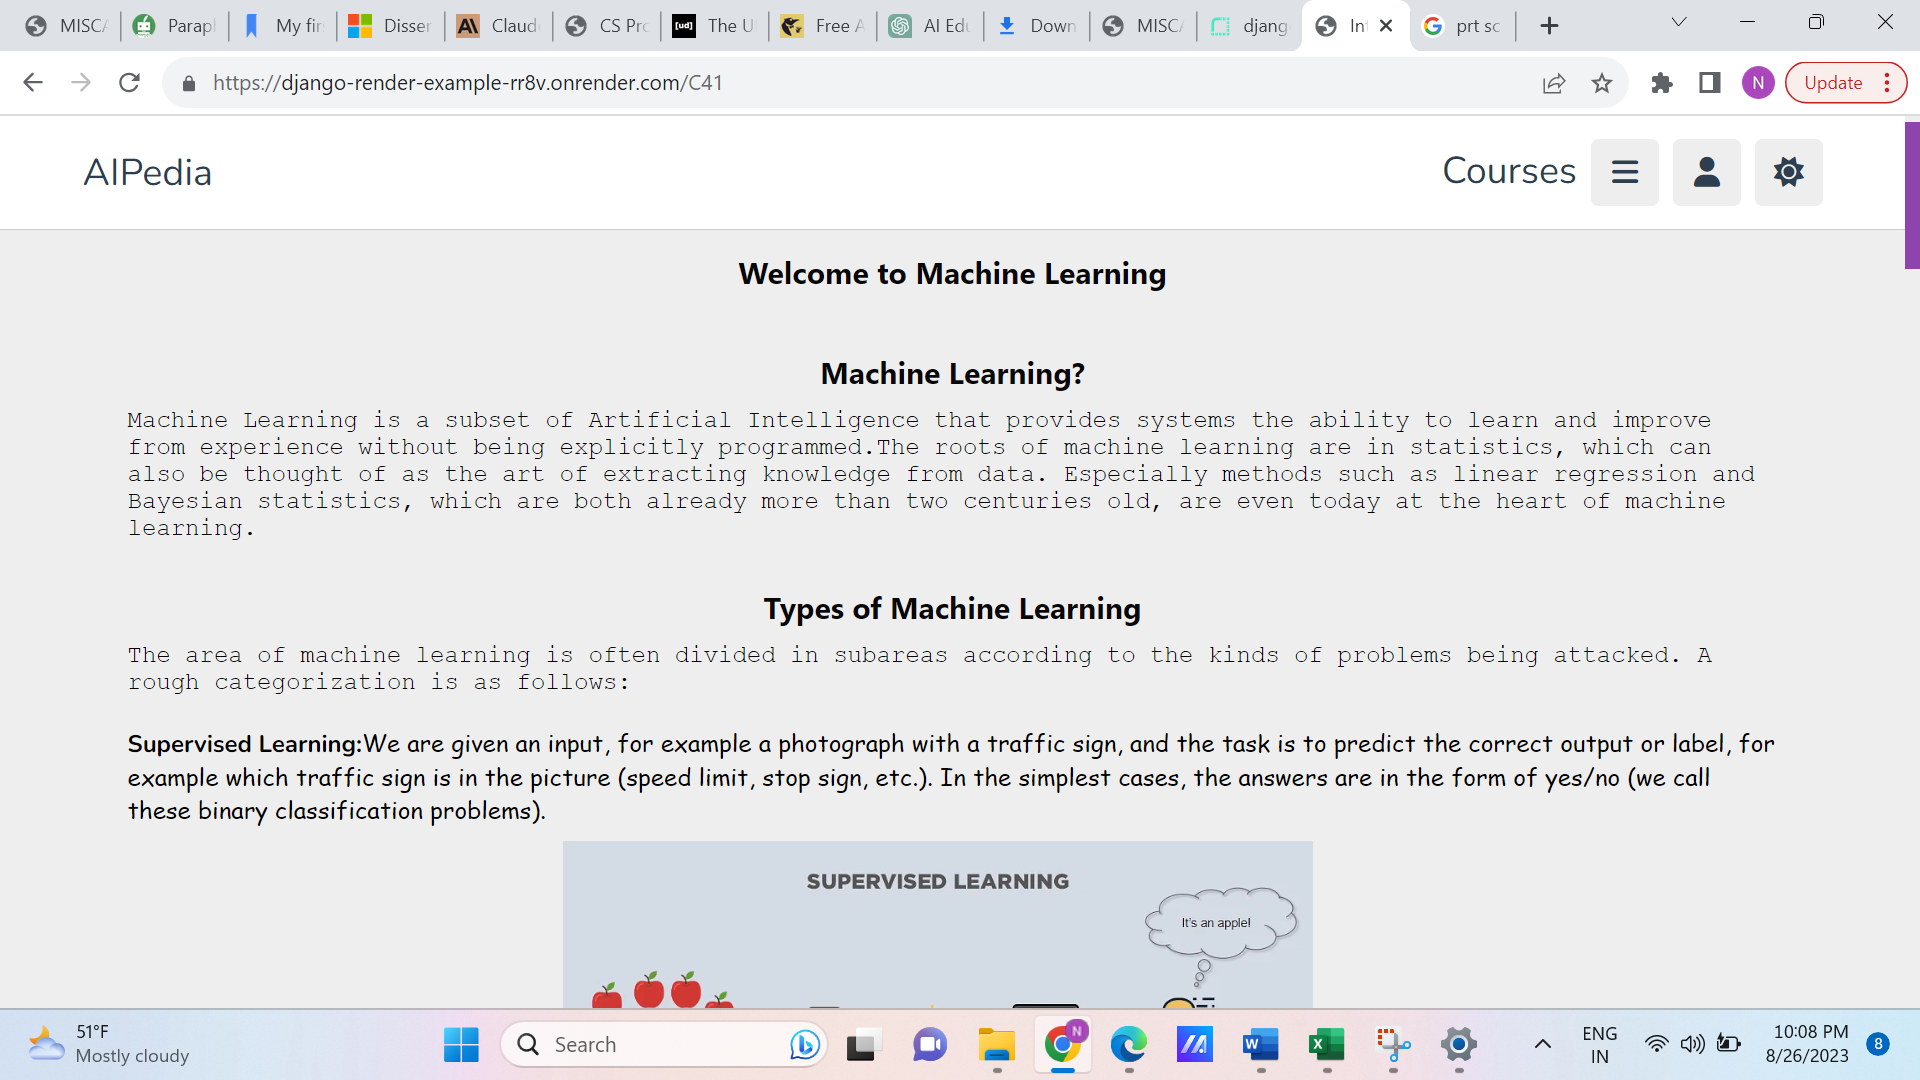 MISCA
Parap
My fir
Disser
Claud
CS Pro
[ud] The U
Free A
AI Edu
Down
MISCA
djang
In
prt sc
https://django-render-example-rr8v.onrender.com/C41
N
Update
AIPedia
Courses
Welcome to Machine Learning
Machine Learning?
Machine Learning is a subset of Artificial Intelligence that provides systems the ability to learn and improve
from experience without being explicitly programmed.The roots of machine learning are in statistics, which can
also be thought of as the art of extracting knowledge from data. Especially methods such as linear regression and
Bayesian statistics, which are both already more than two centuries old, are even today at the heart of machine
learning.
Types of Machine Learning
The area of machine learning is often divided in subareas according to the kinds of problems being attacked. A
rough categorization is as follows:
Supervised Learning:We are given an input, for example a photograph with a traffic sign, and the task is to predict the correct output or label, for
example which traffic sign is in the picture (speed limit, stop sign, etc.). In the simplest cases, the answers are in the form of yes/no (we call
these binary classification problems).
SUPERVISED LEARNING
It's an apple!
51°F
Mostly cloudy
Search
N
ENG
IN
10:08 PM
8/26/2023
8